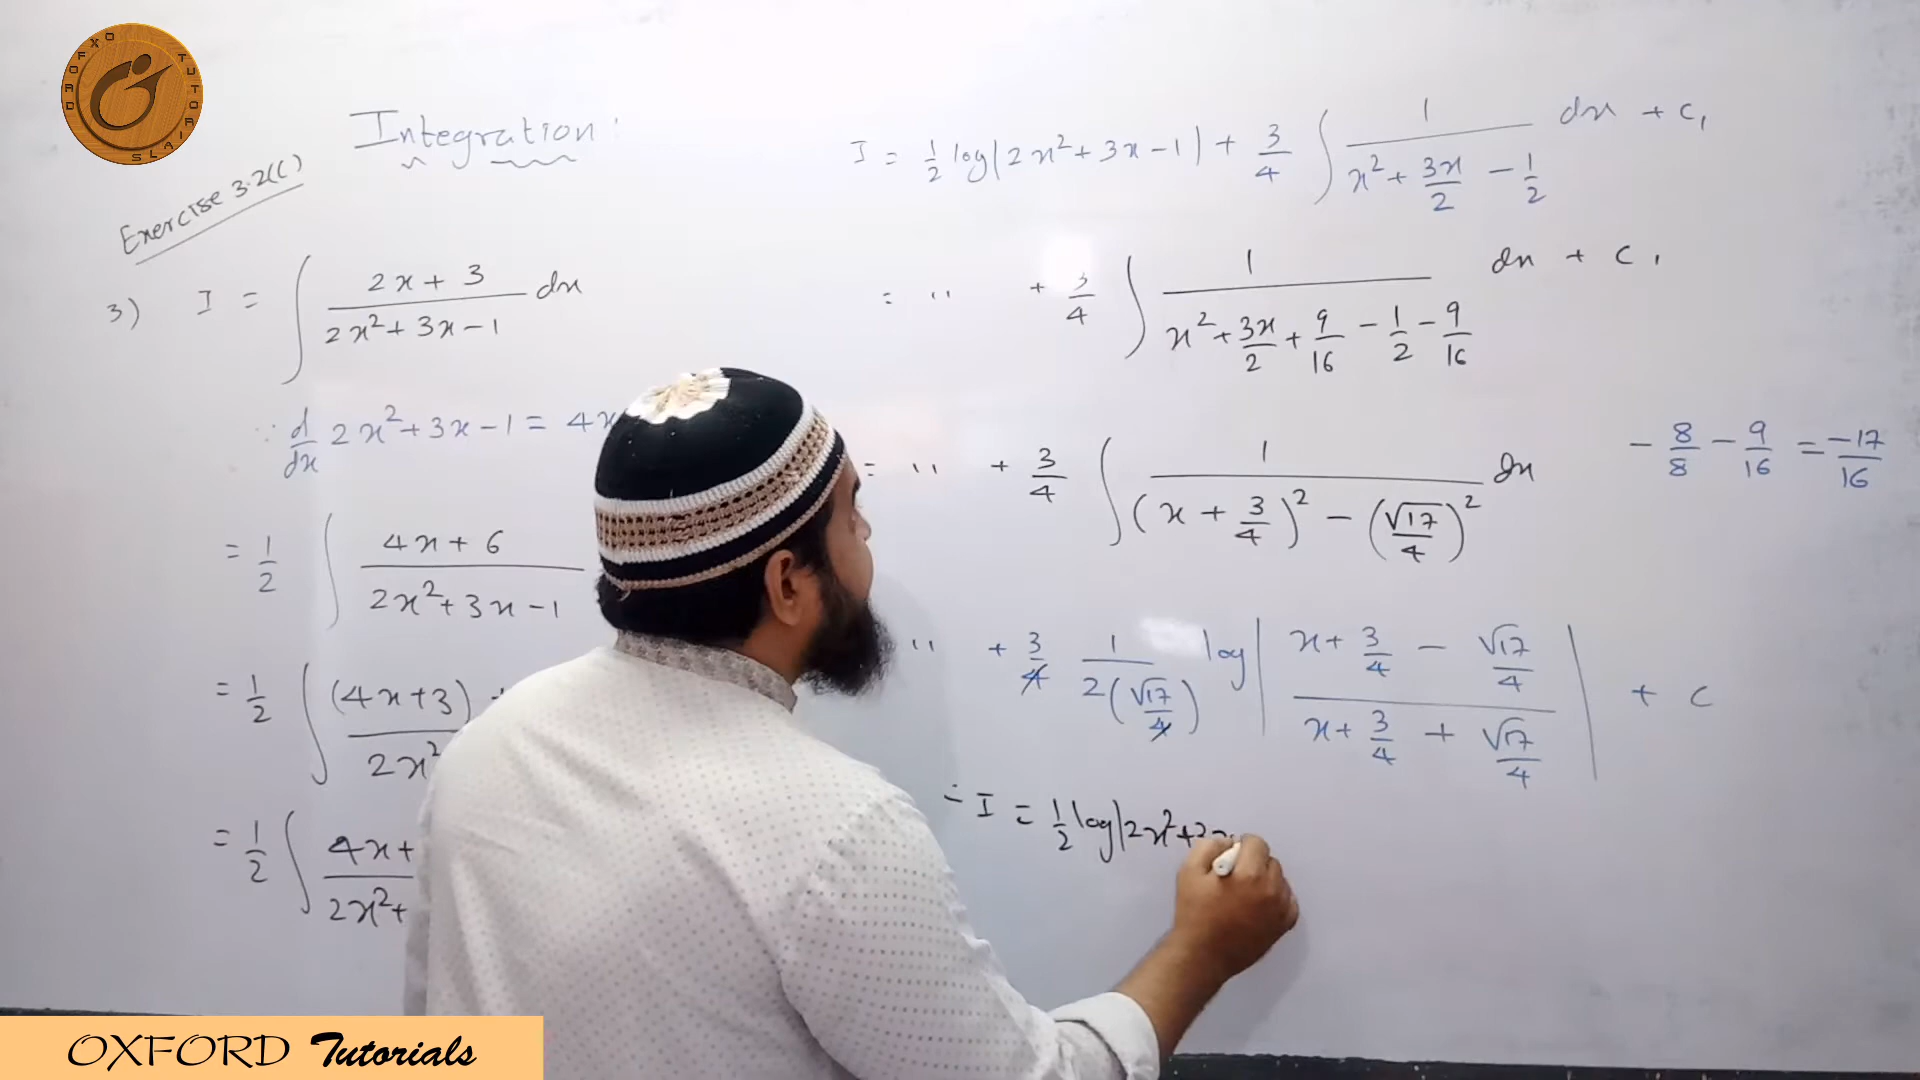 OXFORD TUTORIALS
Integration:
Exercise 3.2(C)
3) I = ∫ (2x + 3)/(2x² + 3x - 1) dx
∵ d/dx 2x² + 3x - 1 = 4x
= 1/2 ∫ (4x + 6)/(2x² + 3x - 1)
= 1/2 ∫ (4x+3)/(2x²
= 1/2 ∫ (4x+)/(2x²+
I = 1/2 log|2x² + 3x - 1| + 3/4 ∫ 1/(x² + 3x/2 - 1/2) dx + C₁
= " + 3/4 ∫ 1/(x² + 3x/2 + 9/16 - 1/2 - 9/16) dx + C₁
= " + 3/4 ∫ 1/((x + 3/4)² - (√17/4)²) dx
- 8/8 - 9/16 = -17/16
" + 3/4 1/(2(√17/4)) log |(x + 3/4 - √17/4)/(x + 3/4 + √17/4)| + C
I = 1/2 log|2x² +
OXFORD Tutorials